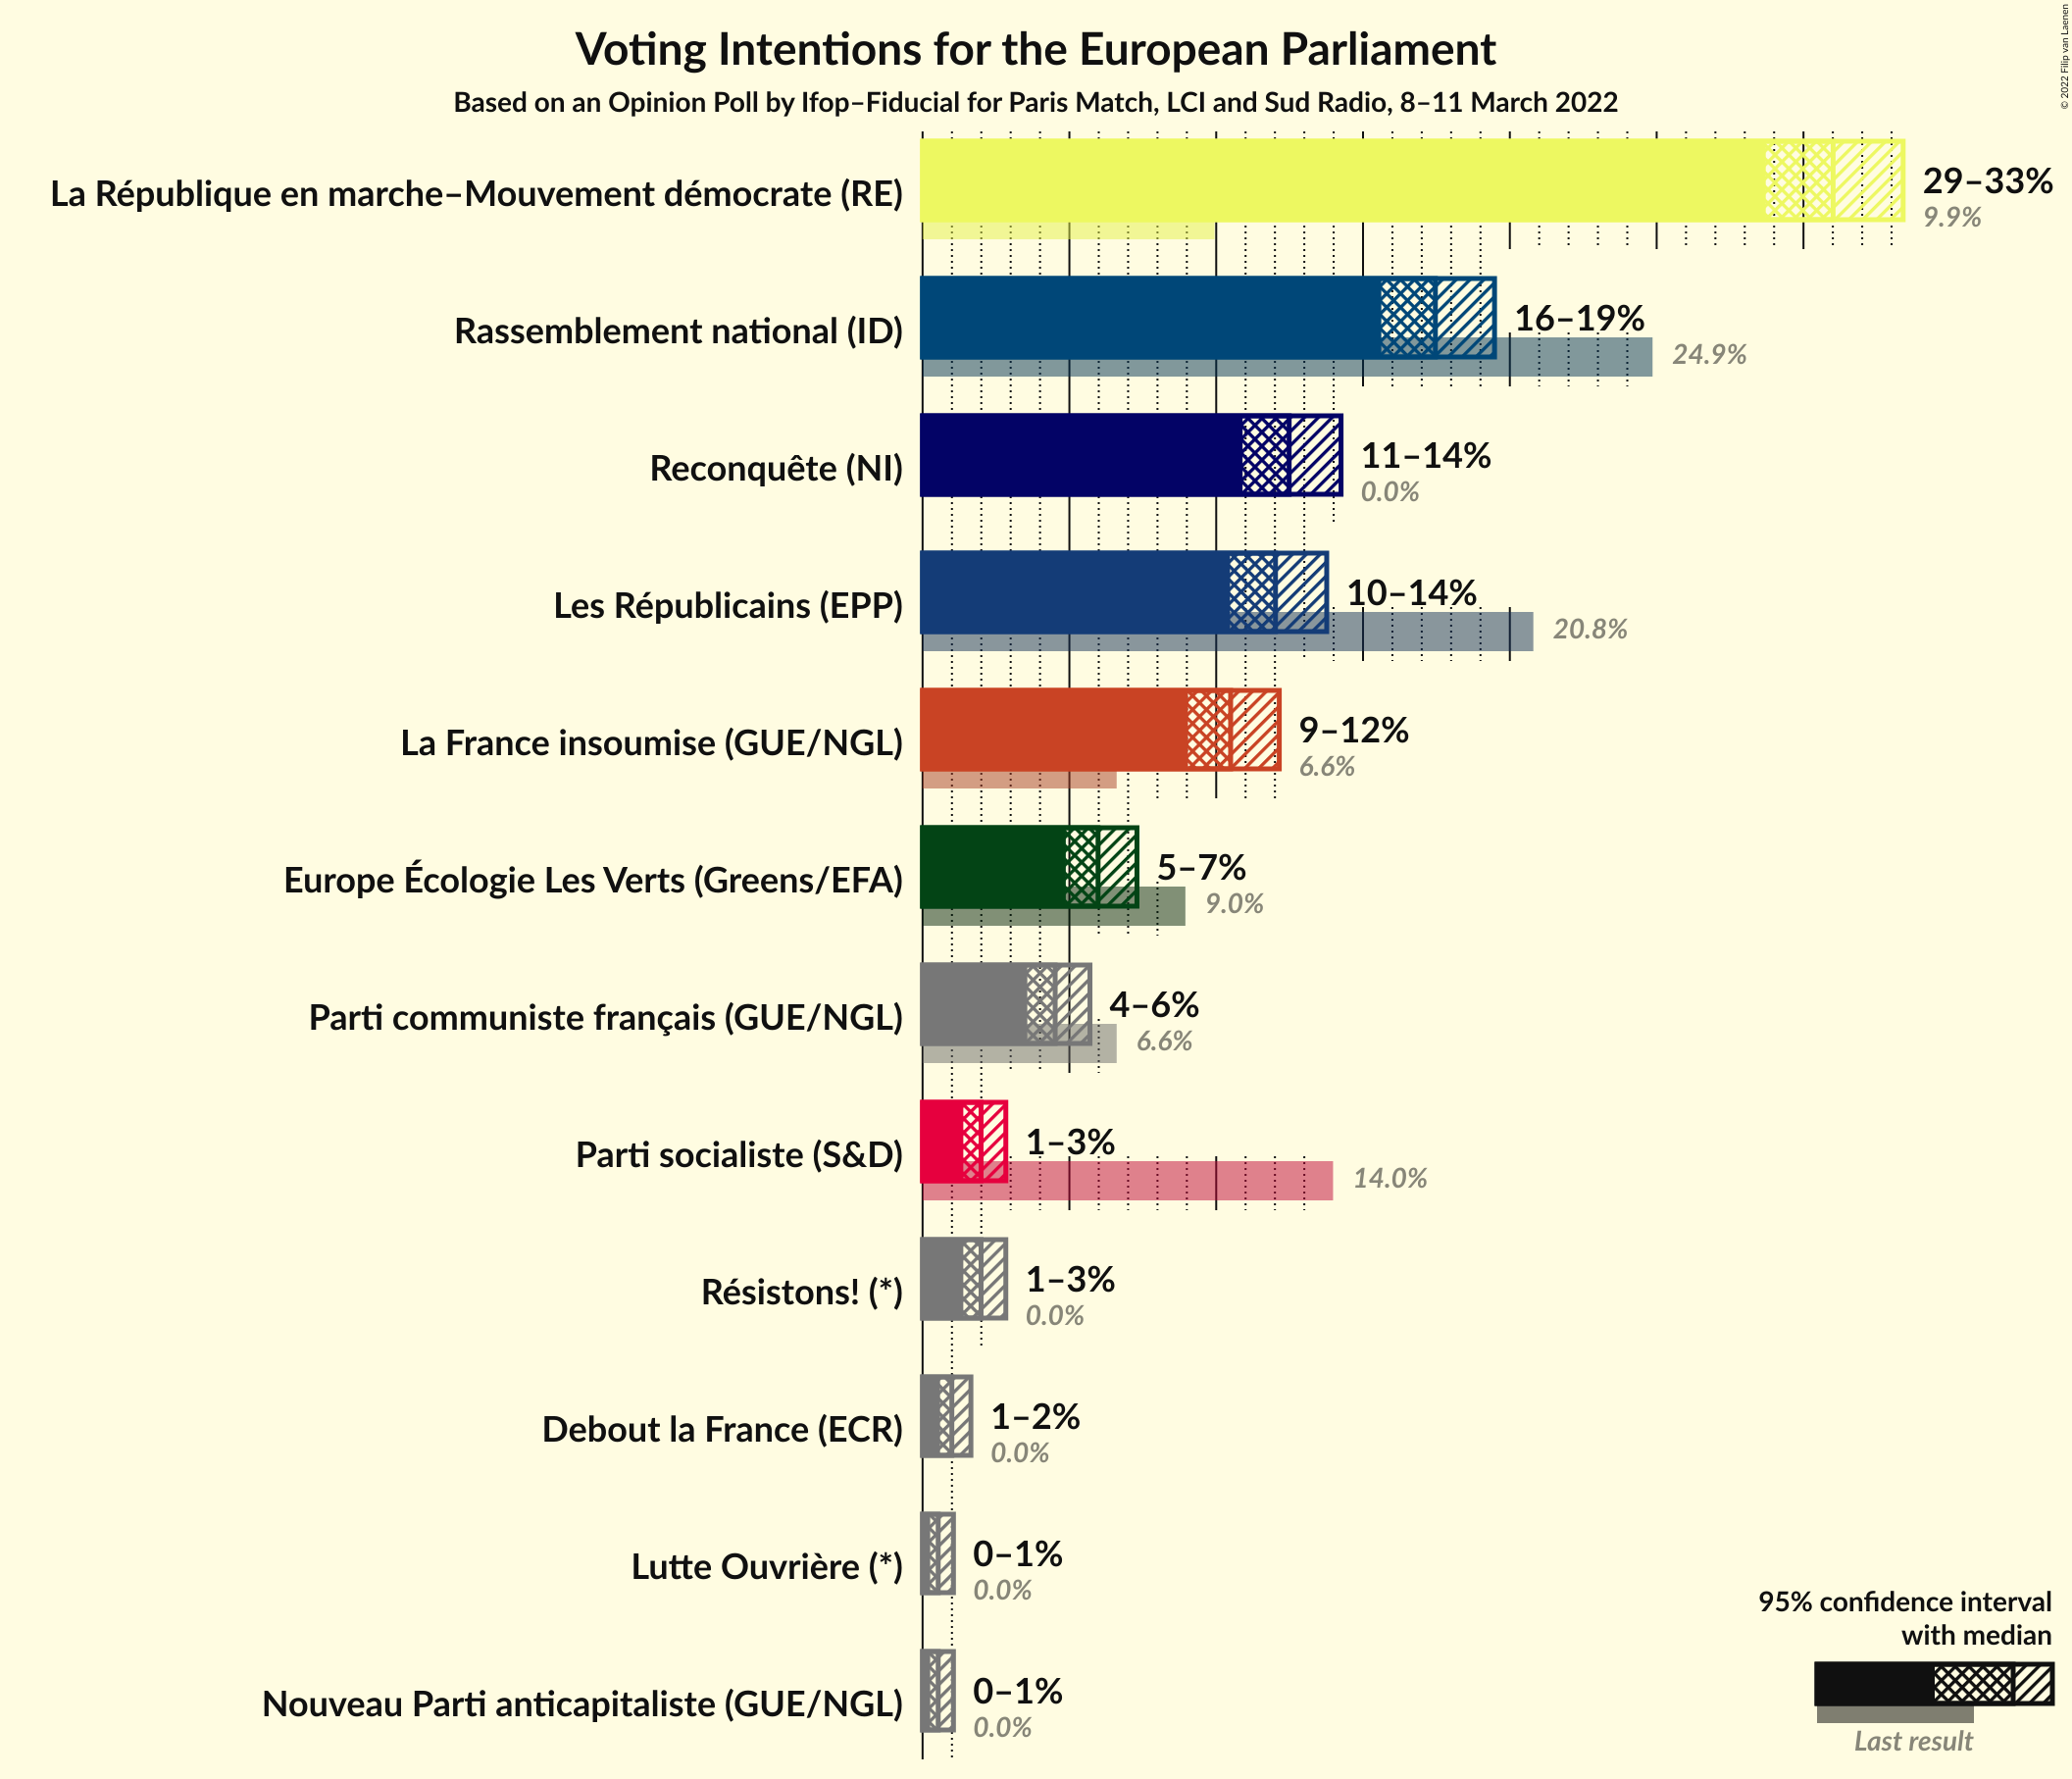 Voting Intentions for the European Parliament
Based on an Opinion Poll by Ifop–Fiducial for Paris Match, LCI and Sud Radio, 8–11 March 2022
© 2022 Filip van Laenen
La République en marche–Mouvement démocrate (RE)
29–33%
9.9%
Rassemblement national (ID)
16–19%
24.9%
Reconquête (NI)
11–14%
0.0%
Les Républicains (EPP)
10–14%
20.8%
La France insoumise (GUE/NGL)
9–12%
6.6%
Europe Écologie Les Verts (Greens/EFA)
5–7%
9.0%
Parti communiste français (GUE/NGL)
4–6%
6.6%
Parti socialiste (S&D)
1–3%
14.0%
Résistons! (*)
1–3%
0.0%
Debout la France (ECR)
1–2%
0.0%
Lutte Ouvrière (*)
0–1%
0.0%
Nouveau Parti anticapitaliste (GUE/NGL)
0–1%
0.0%
95% confidence interval
with median
Last result